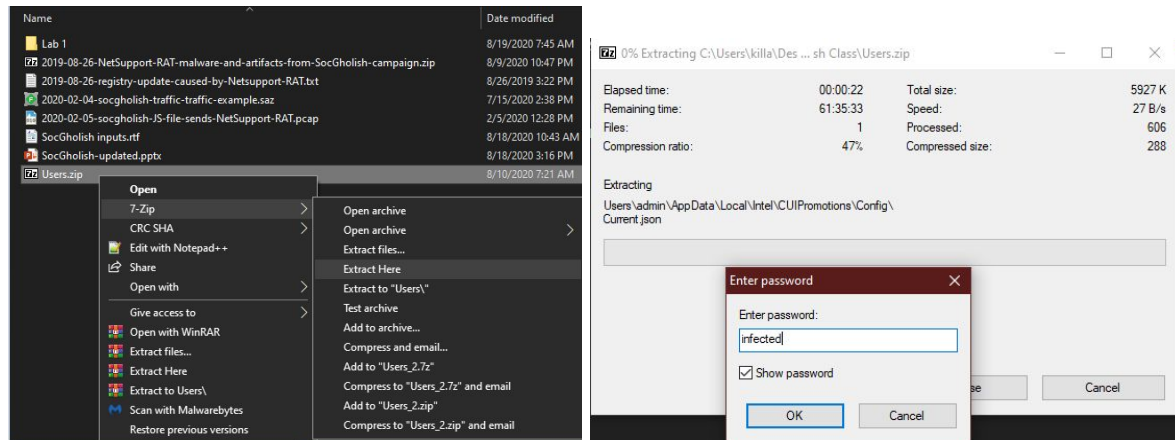 Name Date modified
Lab 1 8/19/2020 7:45 AM
2019-08-26-NetSupport-RAT-malware-and-artifacts-from-SocGholish-campaign.zip 8/9/2020 10:47 PM
2019-08-26-registry-update-caused-by-Netsupport-RAT.txt 8/26/2019 3:22 PM
2020-02-04-socgholish-traffic-traffic-example.saz 7/15/2020 2:38 PM
2020-02-05-socgholish-JS-file-sends-NetSupport-RAT.pcap 2/5/2020 12:28 PM
SocGholish inputs.rtf 8/18/2020 10:43 AM
SocGholish-updated.pptx 8/18/2020 3:16 PM
Users.zip 8/10/2020 7:21 AM
Open
7-Zip
CRC SHA
Edit with Notepad++
Share
Open with
Give access to
Open with WinRAR
Extract files...
Extract Here
Extract to Users\
Scan with Malwarebytes
Restore previous versions
Open archive
Open archive
Extract files...
Extract Here
Extract to "Users\"
Test archive
Add to archive...
Compress and email...
Add to "Users_2.7z"
Compress to "Users_2.7z" and email
Add to "Users_2.zip"
Compress to "Users_2.zip" and email
7z 0% Extracting C:\Users\killa\Des ... sh Class\Users.zip
Elapsed time: 00:00:22 Total size: 5927 K
Remaining time: 61:35:33 Speed: 27 B/s
Files: 1 Processed: 606
Compression ratio: 47% Compressed size: 288
Extracting
Users\admin\AppData\Local\Intel\CUIPromotions\Config\
Current.json
Enter password
Enter password:
infected
Show password
OK Cancel
se Cancel